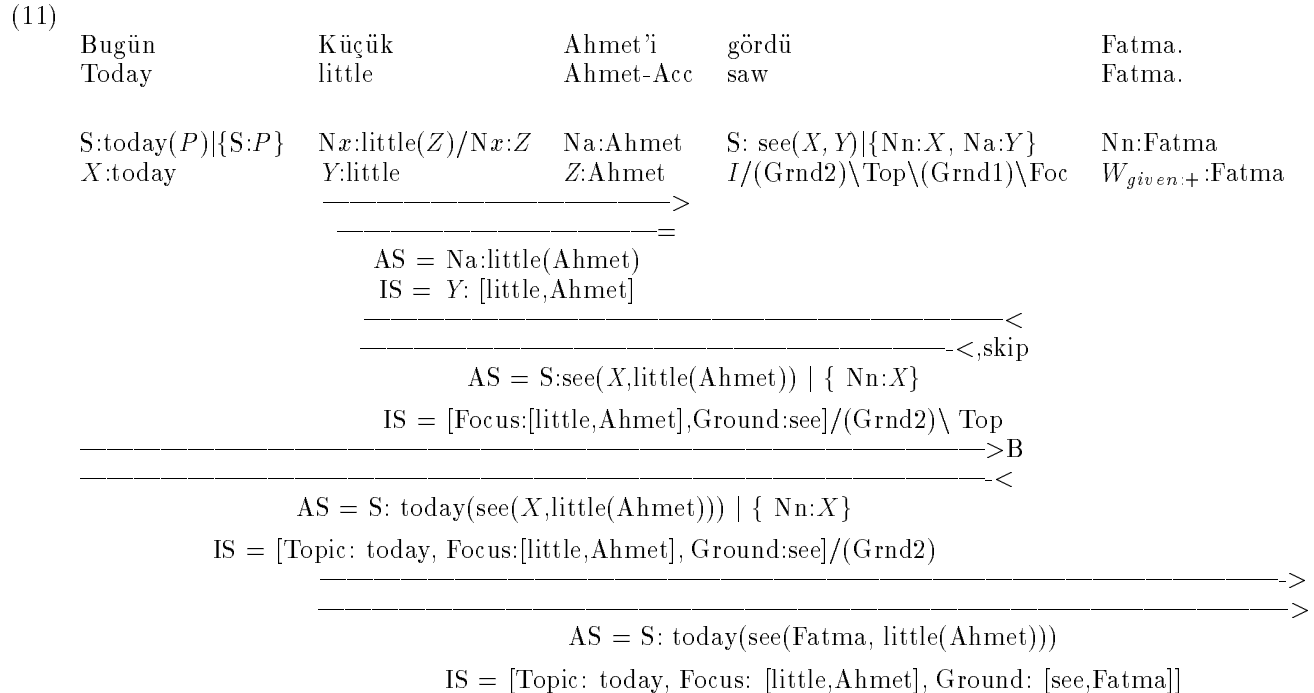 (11)
Bugün Küçük Ahmet'i gördü Fatma.
Today little Ahmet-Acc saw Fatma.
S:today(P)|{S:P} Nx:little(Z)/Nx:Z Na:Ahmet S: see(X,Y)|{Nn:X, Na:Y} Nn:Fatma
X:today Y:little Z:Ahmet I/(Grnd2)\Top\(Grnd1)\Foc W_given:+:Fatma
>
=
AS = Na:little(Ahmet)
IS = Y: [little,Ahmet]
<
<,skip
AS = S:see(X,little(Ahmet)) | { Nn:X}
IS = [Focus:[little,Ahmet],Ground:see]/(Grnd2)\ Top
>B
<
AS = S: today(see(X,little(Ahmet))) | { Nn:X}
IS = [Topic: today, Focus:[little,Ahmet], Ground:see]/(Grnd2)
>
>
AS = S: today(see(Fatma, little(Ahmet)))
IS = [Topic: today, Focus: [little,Ahmet], Ground: [see,Fatma]]